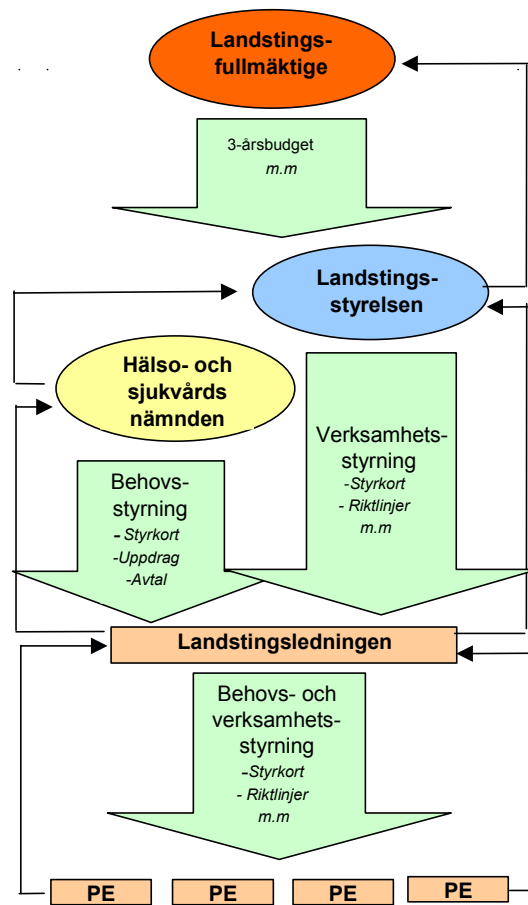 Landstings-
fullmäktige
3-årsbudget
m.m
Landstings-
styrelsen
Hälso- och
sjukvårds
nämnden
Verksamhets-
styrning
-Styrkort
- Riktlinjer
m.m
Behovs-
styrning
- Styrkort
-Uppdrag
-Avtal
Landstingsledningen
Behovs- och
verksamhets-
styrning
-Styrkort
- Riktlinjer
m.m
PE PE PE PE